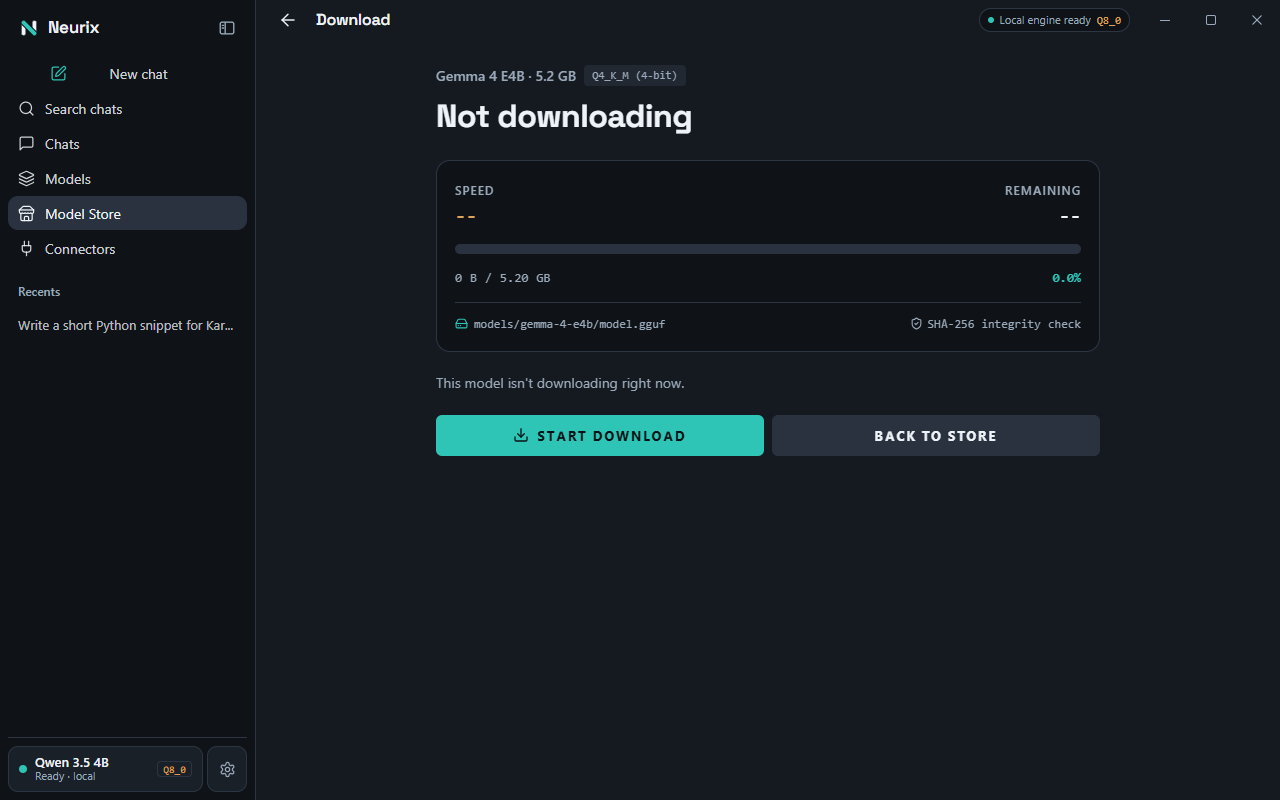 Neurix
New chat
Search chats
Chats
Models
Model Store
Connectors
Recents
Write a short Python snippet for Kar...
Qwen 3.5 4B
Ready · local
Q8_0
Download
Local engine ready Q8_0
Gemma 4 E4B · 5.2 GB Q4_K_M (4-bit)
Not downloading
SPEED REMAINING
-- --
0 B / 5.20 GB 0.0%
models/gemma-4-e4b/model.gguf SHA-256 integrity check
This model isn't downloading right now.
START DOWNLOAD BACK TO STORE